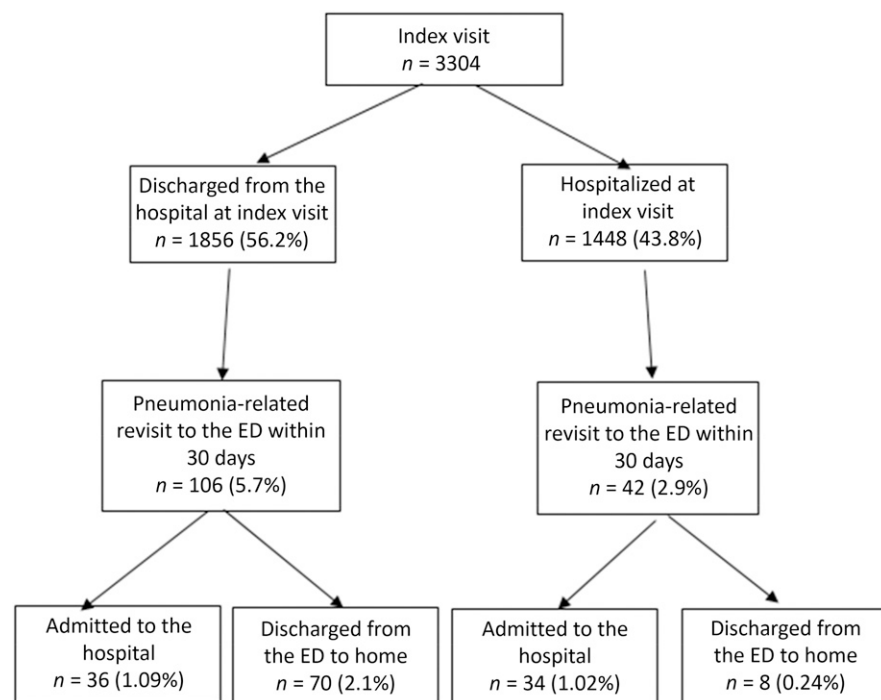 Index visit
n = 3304
Discharged from the
hospital at index visit
n = 1856 (56.2%)
Hospitalized at
index visit
n = 1448 (43.8%)
Pneumonia-related
revisit to the ED within
30 days
n = 106 (5.7%)
Pneumonia-related
revisit to the ED within
30 days
n = 42 (2.9%)
Admitted to the
hospital
n = 36 (1.09%)
Discharged from
the ED to home
n = 70 (2.1%)
Admitted to the
hospital
n = 34 (1.02%)
Discharged from
the ED to home
n = 8 (0.24%)